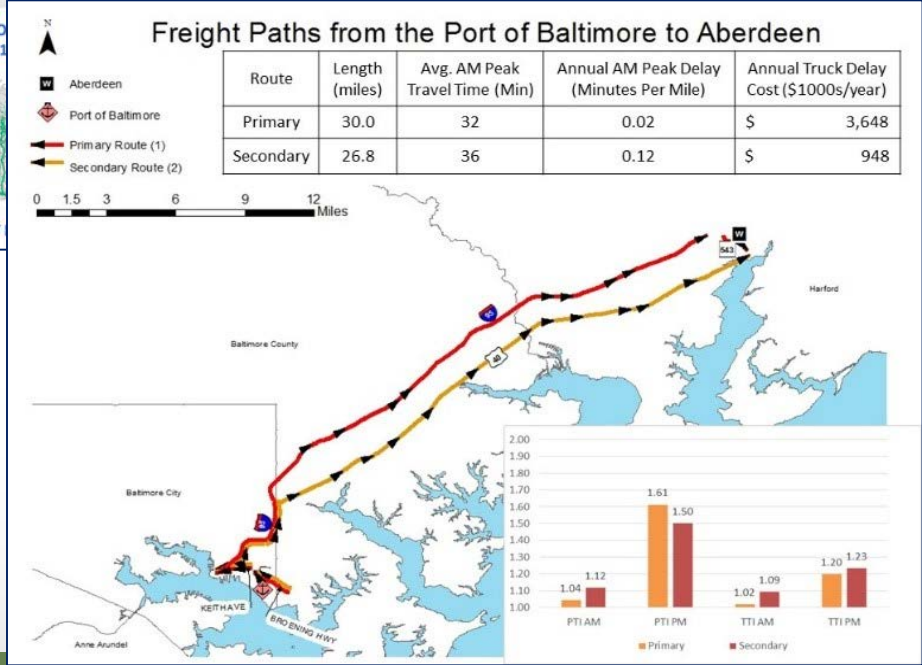 N
Freight Paths from the Port of Baltimore to Aberdeen
W Aberdeen
Port of Baltimore
Primary Route (1)
Secondary Route (2)
Route Length (miles) Avg. AM Peak Travel Time (Min) Annual AM Peak Delay (Minutes Per Mile) Annual Truck Delay Cost ($1000s/year)
Primary 30.0 32 0.02 $ 3,648
Secondary 26.8 36 0.12 $ 948
0 1.5 3 6 9 12
Miles
W
543
Harford
95
Baltimore County
40
Baltimore City
KEITH AVE
BROENING HWY
Anne Arundel
2.00
1.90
1.80
1.70
1.60
1.50
1.40
1.30
1.20
1.10
1.00
1.04 1.12 1.61 1.50 1.02 1.09 1.20 1.23
PTI AM PTI PM TTI AM TTI PM
Primary Secondary